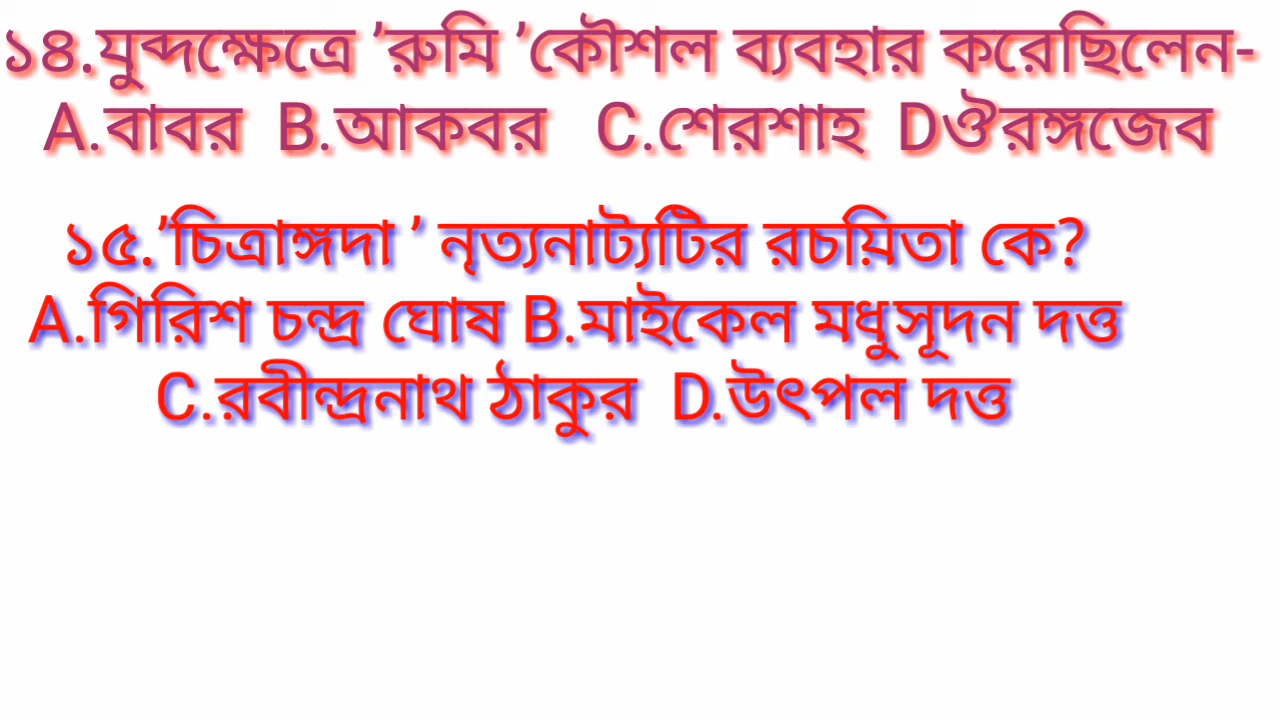 ১৪.যুব্দক্ষেত্রে ’রুমি ’কৌশল ব্যবহার করেছিলেন-
A.বাবর B.আকবর C.শেরশাহ Dঔরঙ্গজেব
১৫.’চিত্রাঙ্গদা ’ নৃত্যনাট্যটির রচয়িতা কে?
A.গিরিশ চন্দ্র ঘোষ B.মাইকেল মধুসূদন দত্ত
C.রবীন্দ্রনাথ ঠাকুর D.উৎপল দত্ত